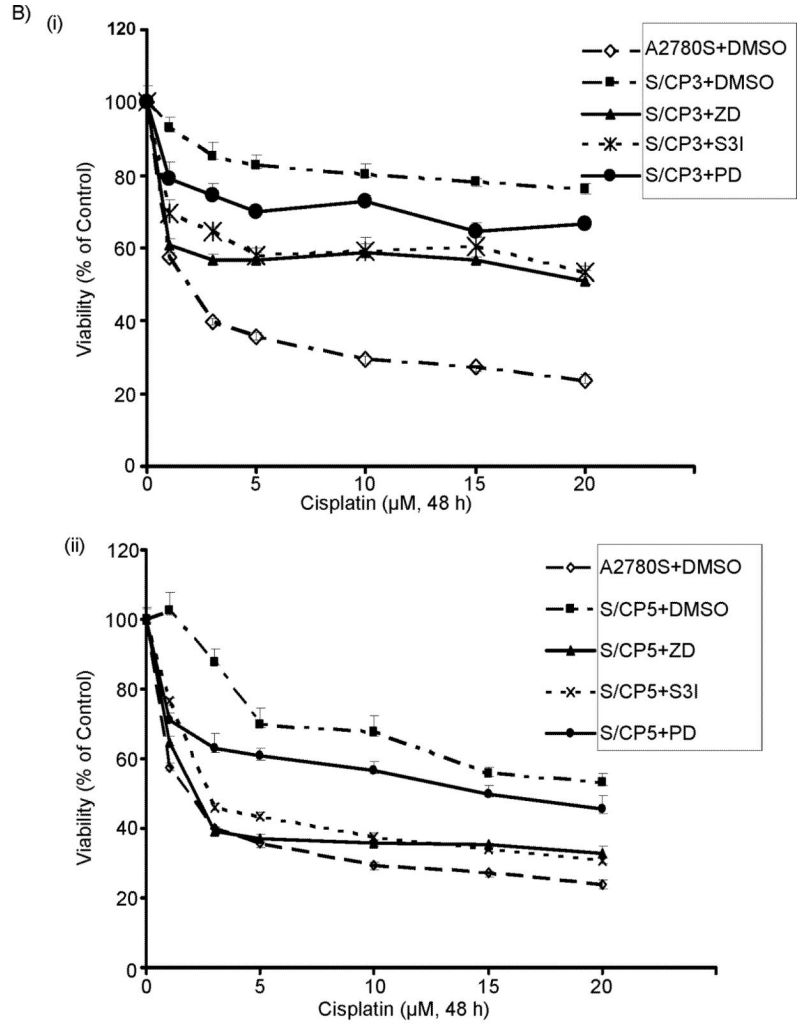 B) (i)
120
100
80
60
40
20
0
Viability (% of Control)
0 5 10 15 20
Cisplatin (µM, 48 h)
A2780S+DMSO
S/CP3+DMSO
S/CP3+ZD
S/CP3+S3I
S/CP3+PD
(ii)
120
100
80
60
40
20
0
Viability (% of Control)
0 5 10 15 20
Cisplatin (µM, 48 h)
A2780S+DMSO
S/CP5+DMSO
S/CP5+ZD
S/CP5+S3I
S/CP5+PD